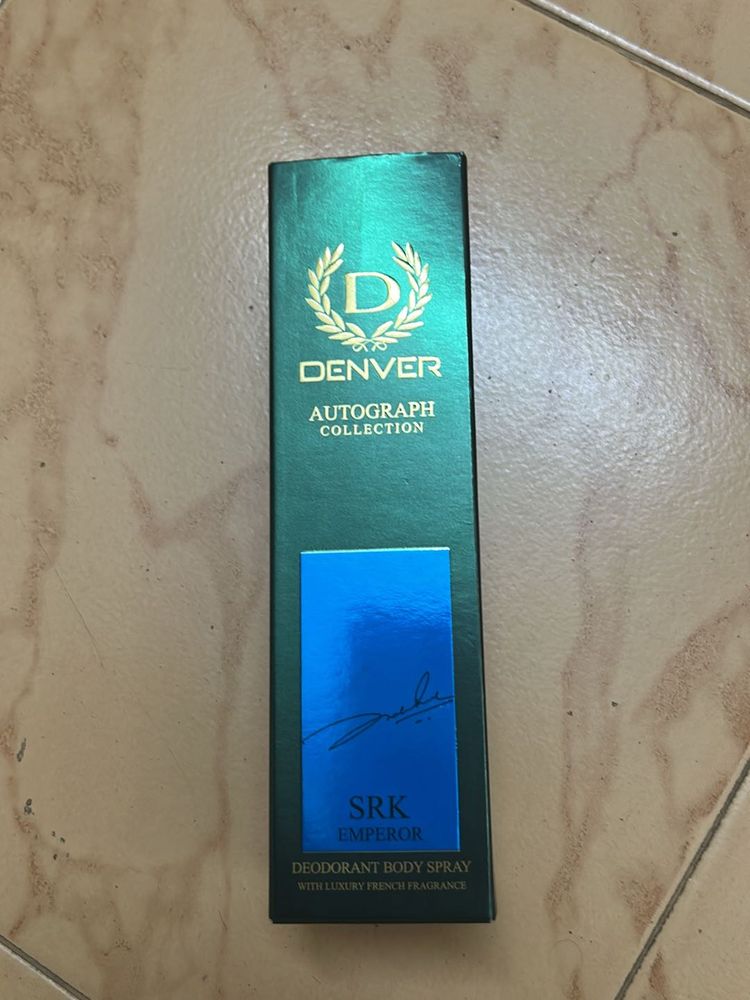 D
DENVER
AUTOGRAPH
COLLECTION
SRK
EMPEROR
DEODORANT BODY SPRAY
WITH LUXURY FRENCH FRAGRANCE